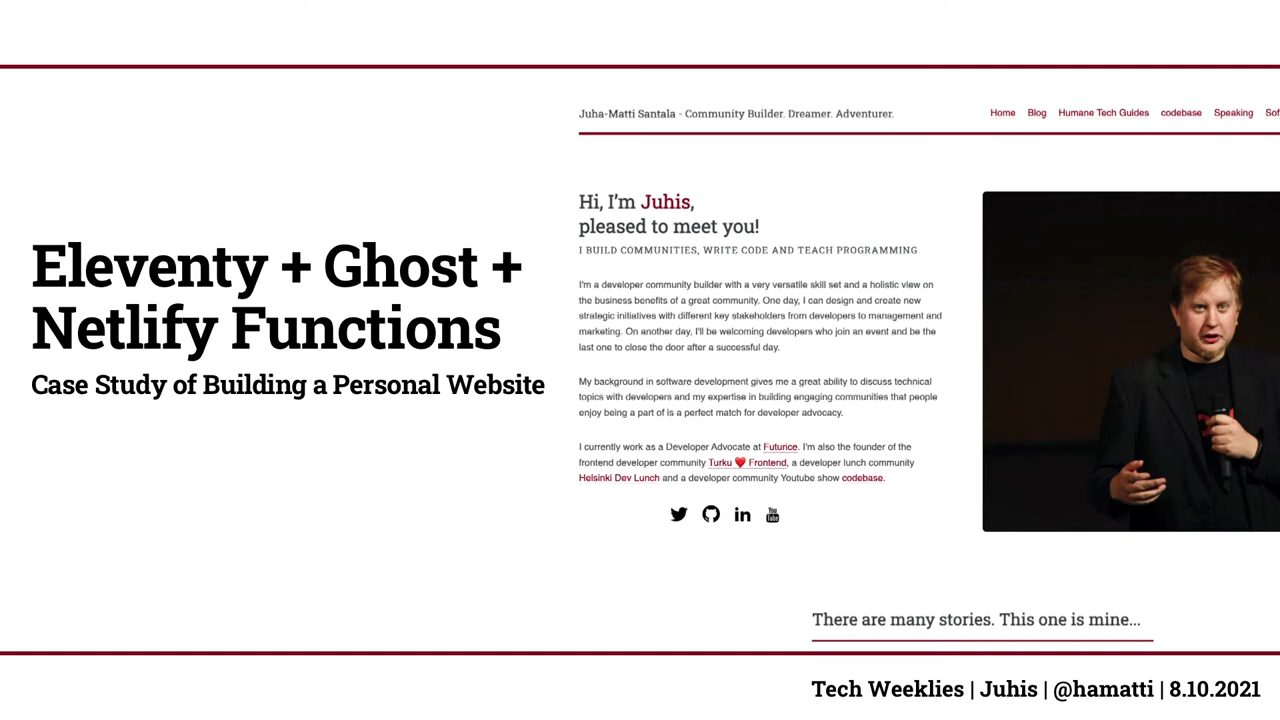 Eleventy + Ghost +
Netlify Functions
Case Study of Building a Personal Website
Juha-Matti Santala - Community Builder. Dreamer. Adventurer.
Home Blog Humane Tech Guides codebase Speaking Sof
Hi, I'm Juhis,
pleased to meet you!
I BUILD COMMUNITIES, WRITE CODE AND TEACH PROGRAMMING
I'm a developer community builder with a very versatile skill set and a holistic view on
the business benefits of a great community. One day, I can design and create new
strategic initiatives with different key stakeholders from developers to management and
marketing. On another day, I'll be welcoming developers who join an event and be the
last one to close the door after a successful day.
My background in software development gives me a great ability to discuss technical
topics with developers and my expertise in building engaging communities that people
enjoy being a part of is a perfect match for developer advocacy.
I currently work as a Developer Advocate at Futurice. I'm also the founder of the
frontend developer community Turku ❤️ Frontend, a developer lunch community
Helsinki Dev Lunch and a developer community Youtube show codebase.
You Tube
There are many stories. This one is mine...
Tech Weeklies | Juhis | @hamatti | 8.10.2021